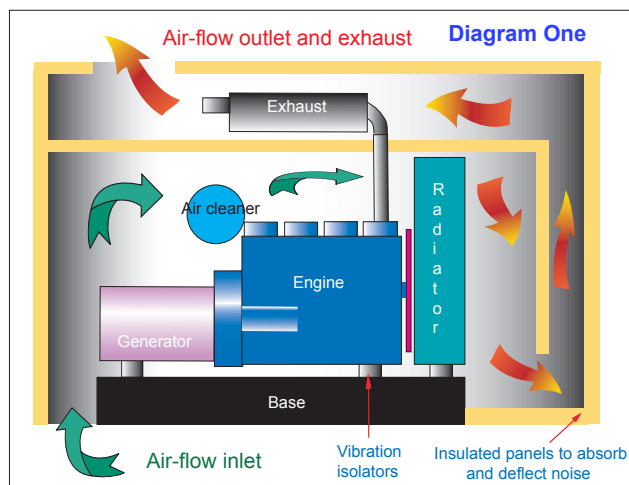 Air-flow outlet and exhaust
Diagram One
Exhaust
Air cleaner
Radiator
Engine
Generator
Base
Air-flow inlet
Vibration
isolators
Insulated panels to absorb
and deflect noise